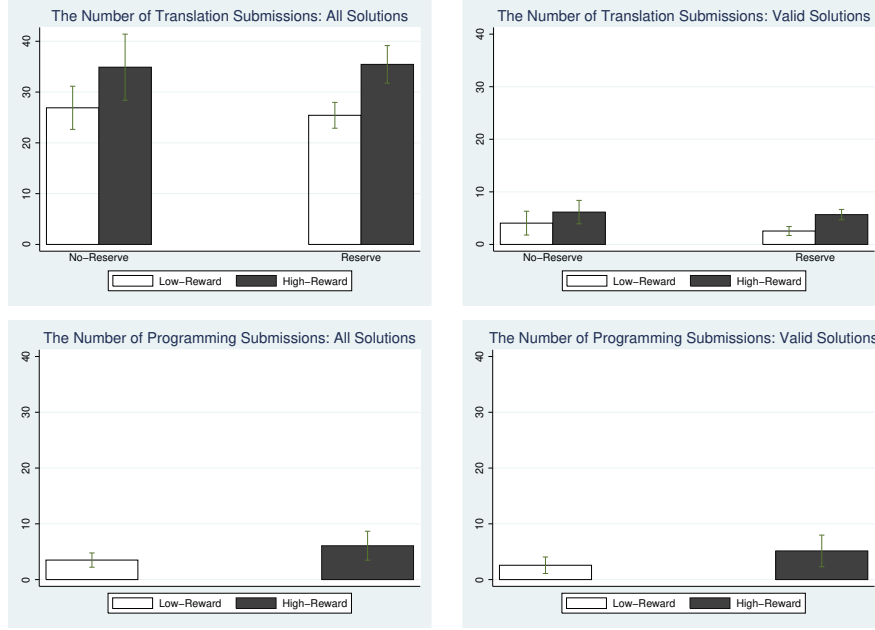 The Number of Translation Submissions: All Solutions
40
30
20
10
0
No-Reserve
Reserve
Low-Reward
High-Reward
The Number of Translation Submissions: Valid Solutions
40
30
20
10
0
No-Reserve
Reserve
Low-Reward
High-Reward
The Number of Programming Submissions: All Solutions
40
30
20
10
0
Low-Reward
High-Reward
The Number of Programming Submissions: Valid Solutions
40
30
20
10
0
Low-Reward
High-Reward